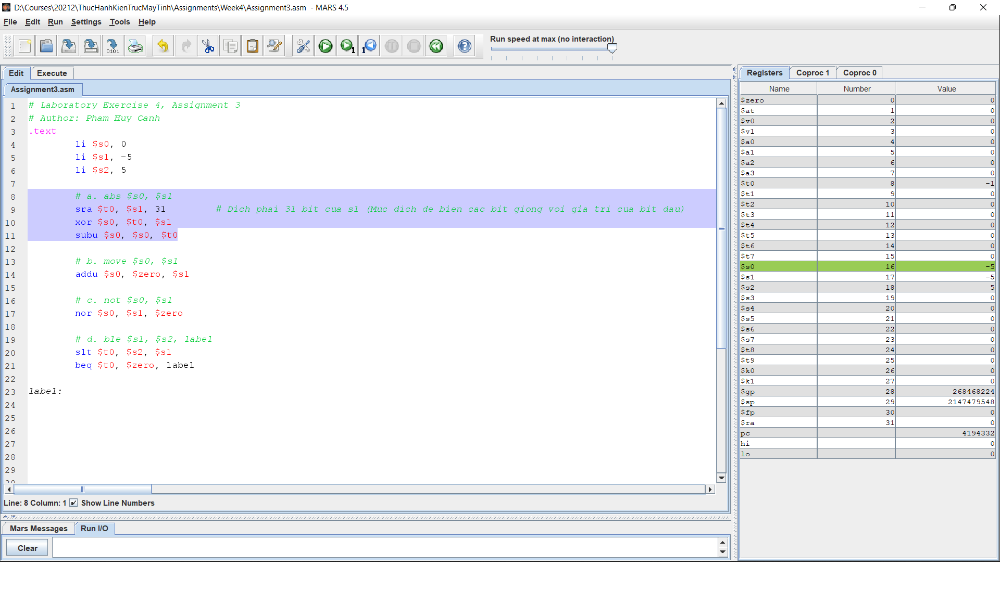 D:\Courses\20212\ThucHanhKienTrucMayTinh\Assignments\Week4\Assignment3.asm - MARS 4.5
File Edit Run Settings Tools Help
Run speed at max (no interaction)
0101
1
1
Edit Execute
Assignment3.asm
1 # Laboratory Exercise 4, Assignment 3
2 # Author: Pham Huy Canh
3 .text
4 li $s0, 0
5 li $s1, -5
6 li $s2, 5
7
8 # a. abs $s0, $s1
9 sra $t0, $s1, 31 # Dich phai 31 bit cua s1 (Muc dich de bien cac bit giong voi gia tri cua bit dau)
10 xor $s0, $t0, $s1
11 subu $s0, $s0, $t0
12
13 # b. move $s0, $s1
14 addu $s0, $zero, $s1
15
16 # c. not $s0, $s1
17 nor $s0, $s1, $zero
18
19 # d. ble $s1, $s2, label
20 slt $t0, $s2, $s1
21 beq $t0, $zero, label
22
23 label:
24
25
26
27
28
29
30
Line: 8 Column: 1 Show Line Numbers
Mars Messages Run I/O
Clear
Registers Coproc 1 Coproc 0
Name Number Value
$zero 0 0
$at 1 0
$v0 2 0
$v1 3 0
$a0 4 0
$a1 5 0
$a2 6 0
$a3 7 0
$t0 8 -1
$t1 9 0
$t2 10 0
$t3 11 0
$t4 12 0
$t5 13 0
$t6 14 0
$t7 15 0
$s0 16 -5
$s1 17 -5
$s2 18 5
$s3 19 0
$s4 20 0
$s5 21 0
$s6 22 0
$s7 23 0
$t8 24 0
$t9 25 0
$k0 26 0
$k1 27 0
$gp 28 268468224
$sp 29 2147479548
$fp 30 0
$ra 31 0
pc 4194332
hi 0
lo 0